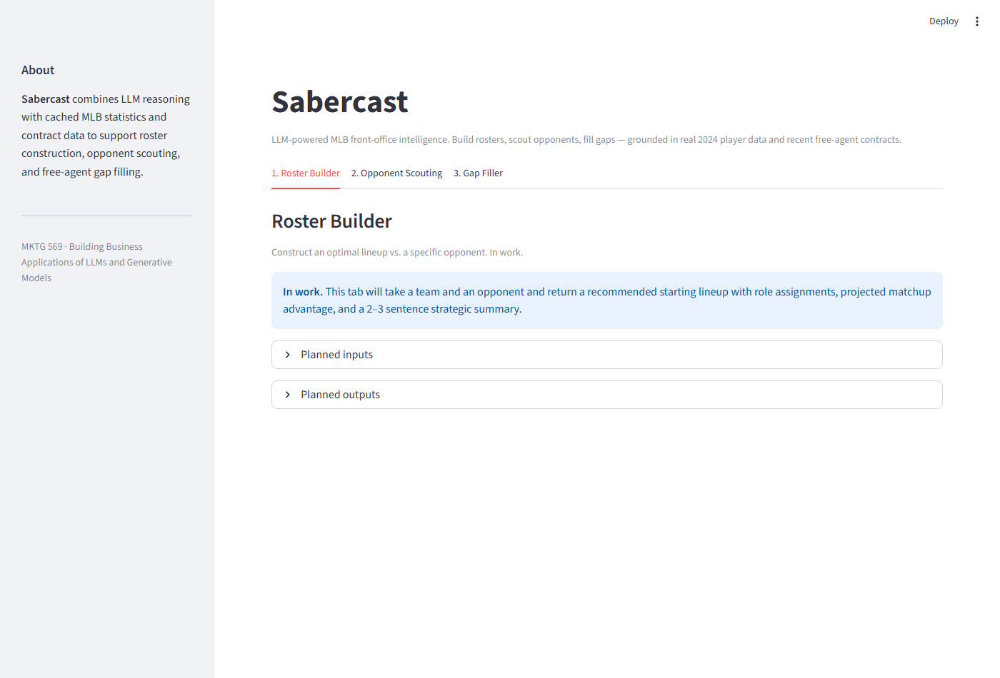 Deploy
About
Sabercast combines LLM reasoning
with cached MLB statistics and
contract data to support roster
construction, opponent scouting,
and free-agent gap filling.
MKTG 569 · Building Business
Applications of LLMs and Generative
Models
Sabercast
LLM-powered MLB front-office intelligence. Build rosters, scout opponents, fill gaps — grounded in real 2024 player data and recent free-agent contracts.
1. Roster Builder 2. Opponent Scouting 3. Gap Filler
Roster Builder
Construct an optimal lineup vs. a specific opponent. In work.
In work. This tab will take a team and an opponent and return a recommended starting lineup with role assignments, projected matchup
advantage, and a 2–3 sentence strategic summary.
Planned inputs
Planned outputs